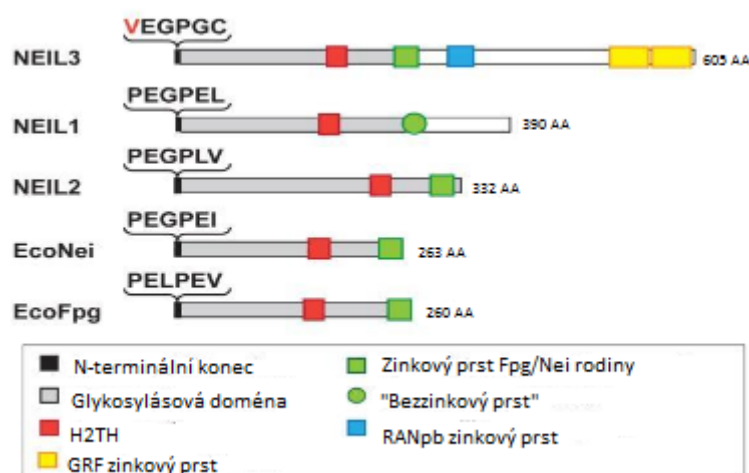 VEGPGC
NEIL3 605 AA
PEGPEL
NEIL1 390 AA
PEGPLV
NEIL2 332 AA
PEGPEI
EcoNei 263 AA
PELPEV
EcoFpg 260 AA
N-terminální konec
Zinkový prst Fpg/Nei rodiny
Glykosylásová doména
"Bezzinkový prst"
H2TH
RANpb zinkový prst
GRF zinkový prst